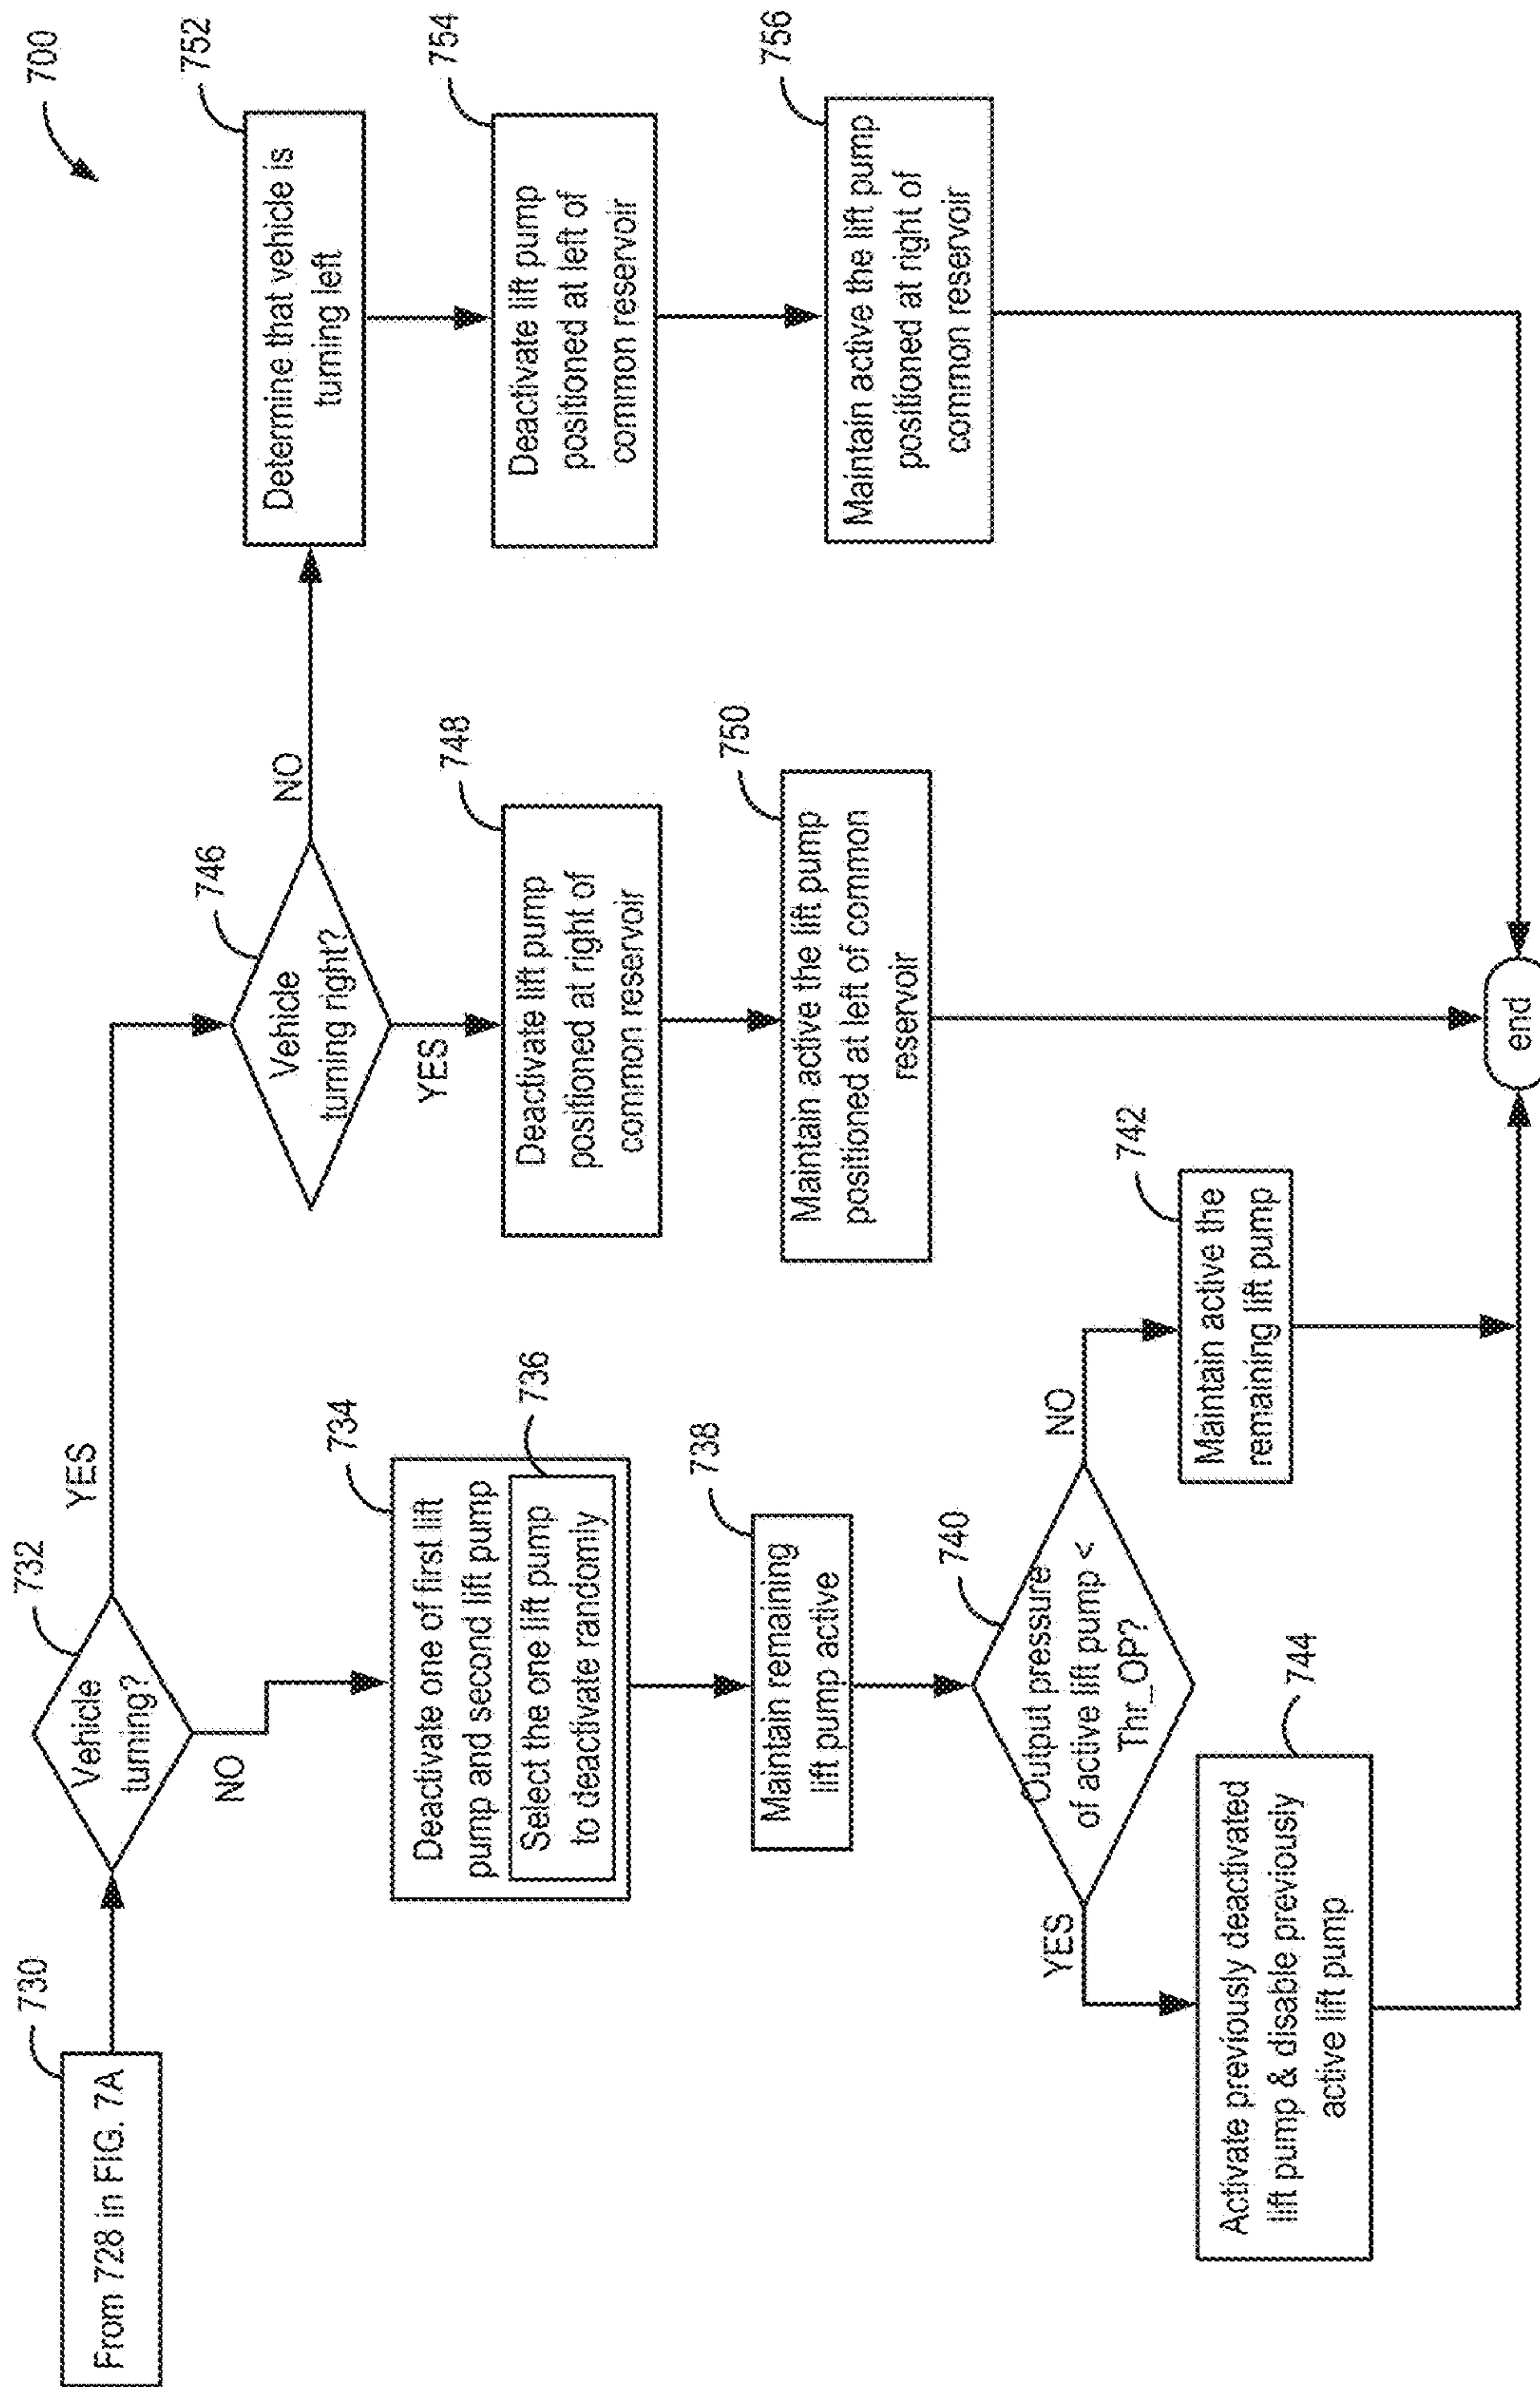 700
730
From 728 in FIG. 7A
732
Vehicle
turning?
YES
NO
734
Deactivate one of first lift
pump and second lift pump
736
Select the one lift pump
to deactivate randomly
738
Maintain remaining
lift pump active
740
Output pressure
of active lift pump <
Thr_OP?
YES
NO
744
Activate previously deactivated
lift pump & disable previously
active lift pump
742
Maintain active the
remaining lift pump
746
Vehicle
turning right?
YES
NO
748
Deactivate lift pump
positioned at right of
common reservoir
750
Maintain active the lift pump
positioned at left of common
reservoir
752
Determine that vehicle is
turning left
754
Deactivate lift pump
positioned at left of
common reservoir
756
Maintain active the lift pump
positioned at right of
common reservoir
end